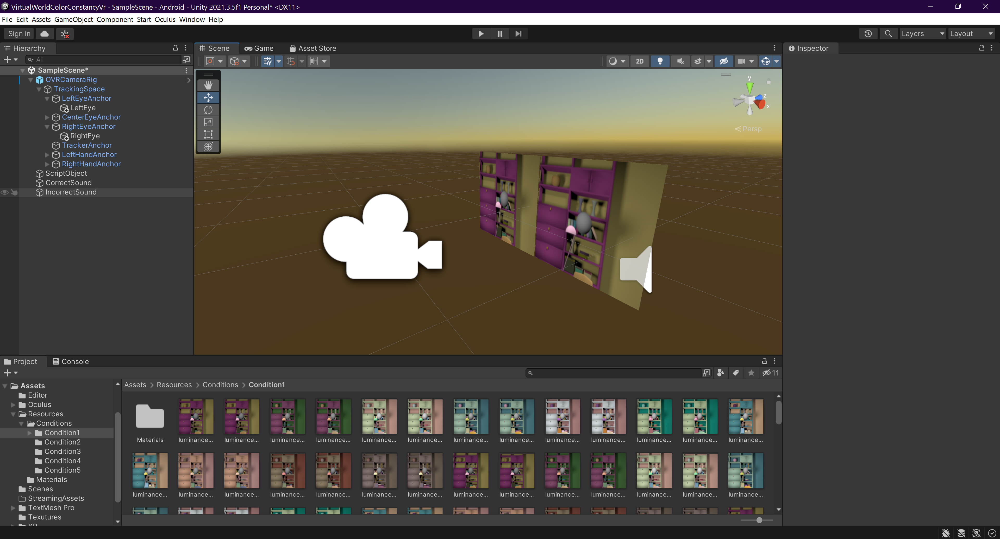 VirtualWorldColorConstancyVr - SampleScene - Android - Unity 2021.3.5f1 Personal* <DX11>
File Edit Assets GameObject Component Start Oculus Window Help
Sign in
Layers
Layout
Hierarchy
All
SampleScene*
OVRCameraRig
TrackingSpace
LeftEyeAnchor
LeftEye
CenterEyeAnchor
RightEyeAnchor
RightEye
TrackerAnchor
LeftHandAnchor
RightHandAnchor
ScriptObject
CorrectSound
IncorrectSound
Scene Game Asset Store
2D
y
z
x
Persp
Inspector
Project Console
11
Assets
Editor
Oculus
Resources
Conditions
Condition1
Condition2
Condition3
Condition4
Condition5
Materials
Scenes
StreamingAssets
TextMesh Pro
Texutures
Assets > Resources > Conditions > Condition1
Materials luminance... luminance... luminance... luminance... luminance... luminance... luminance... luminance... luminance... luminance... luminance... luminance... luminance...
luminance... luminance... luminance... luminance... luminance... luminance... luminance... luminance... luminance... luminance... luminance... luminance... luminance... luminance...